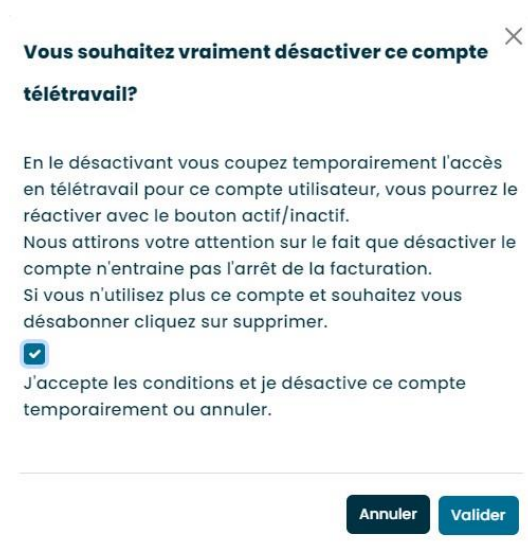 Vous souhaitez vraiment désactiver ce compte
télétravail?
En le désactivant vous coupez temporairement l'accès
en télétravail pour ce compte utilisateur, vous pourrez le
réactiver avec le bouton actif/inactif.
Nous attirons votre attention sur le fait que désactiver le
compte n'entraine pas l'arrêt de la facturation.
Si vous n'utilisez plus ce compte et souhaitez vous
désabonner cliquez sur supprimer.
J'accepte les conditions et je désactive ce compte
temporairement ou annuler.
Annuler Valider